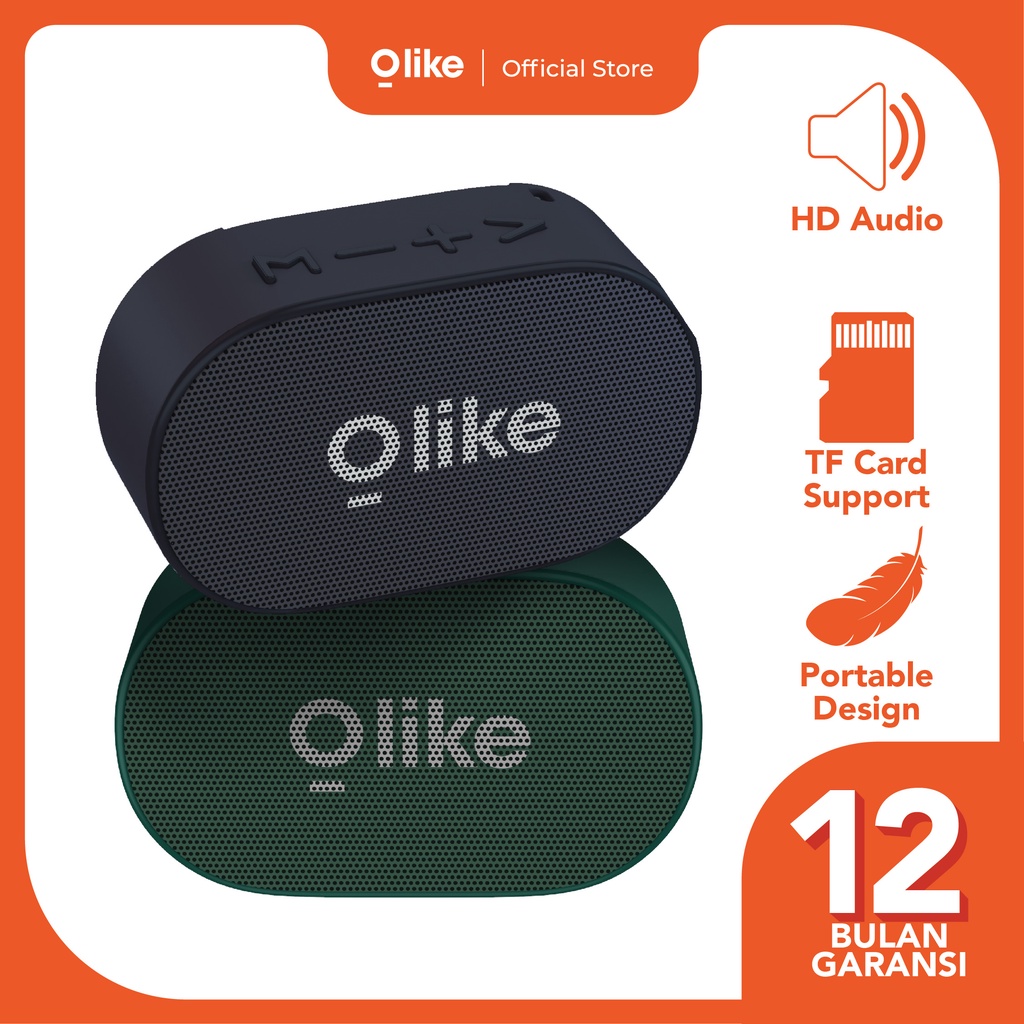 Olike | Official Store
HD Audio
TF Card
Support
Portable
Design
Olike
Olike
12
BULAN
GARANSI